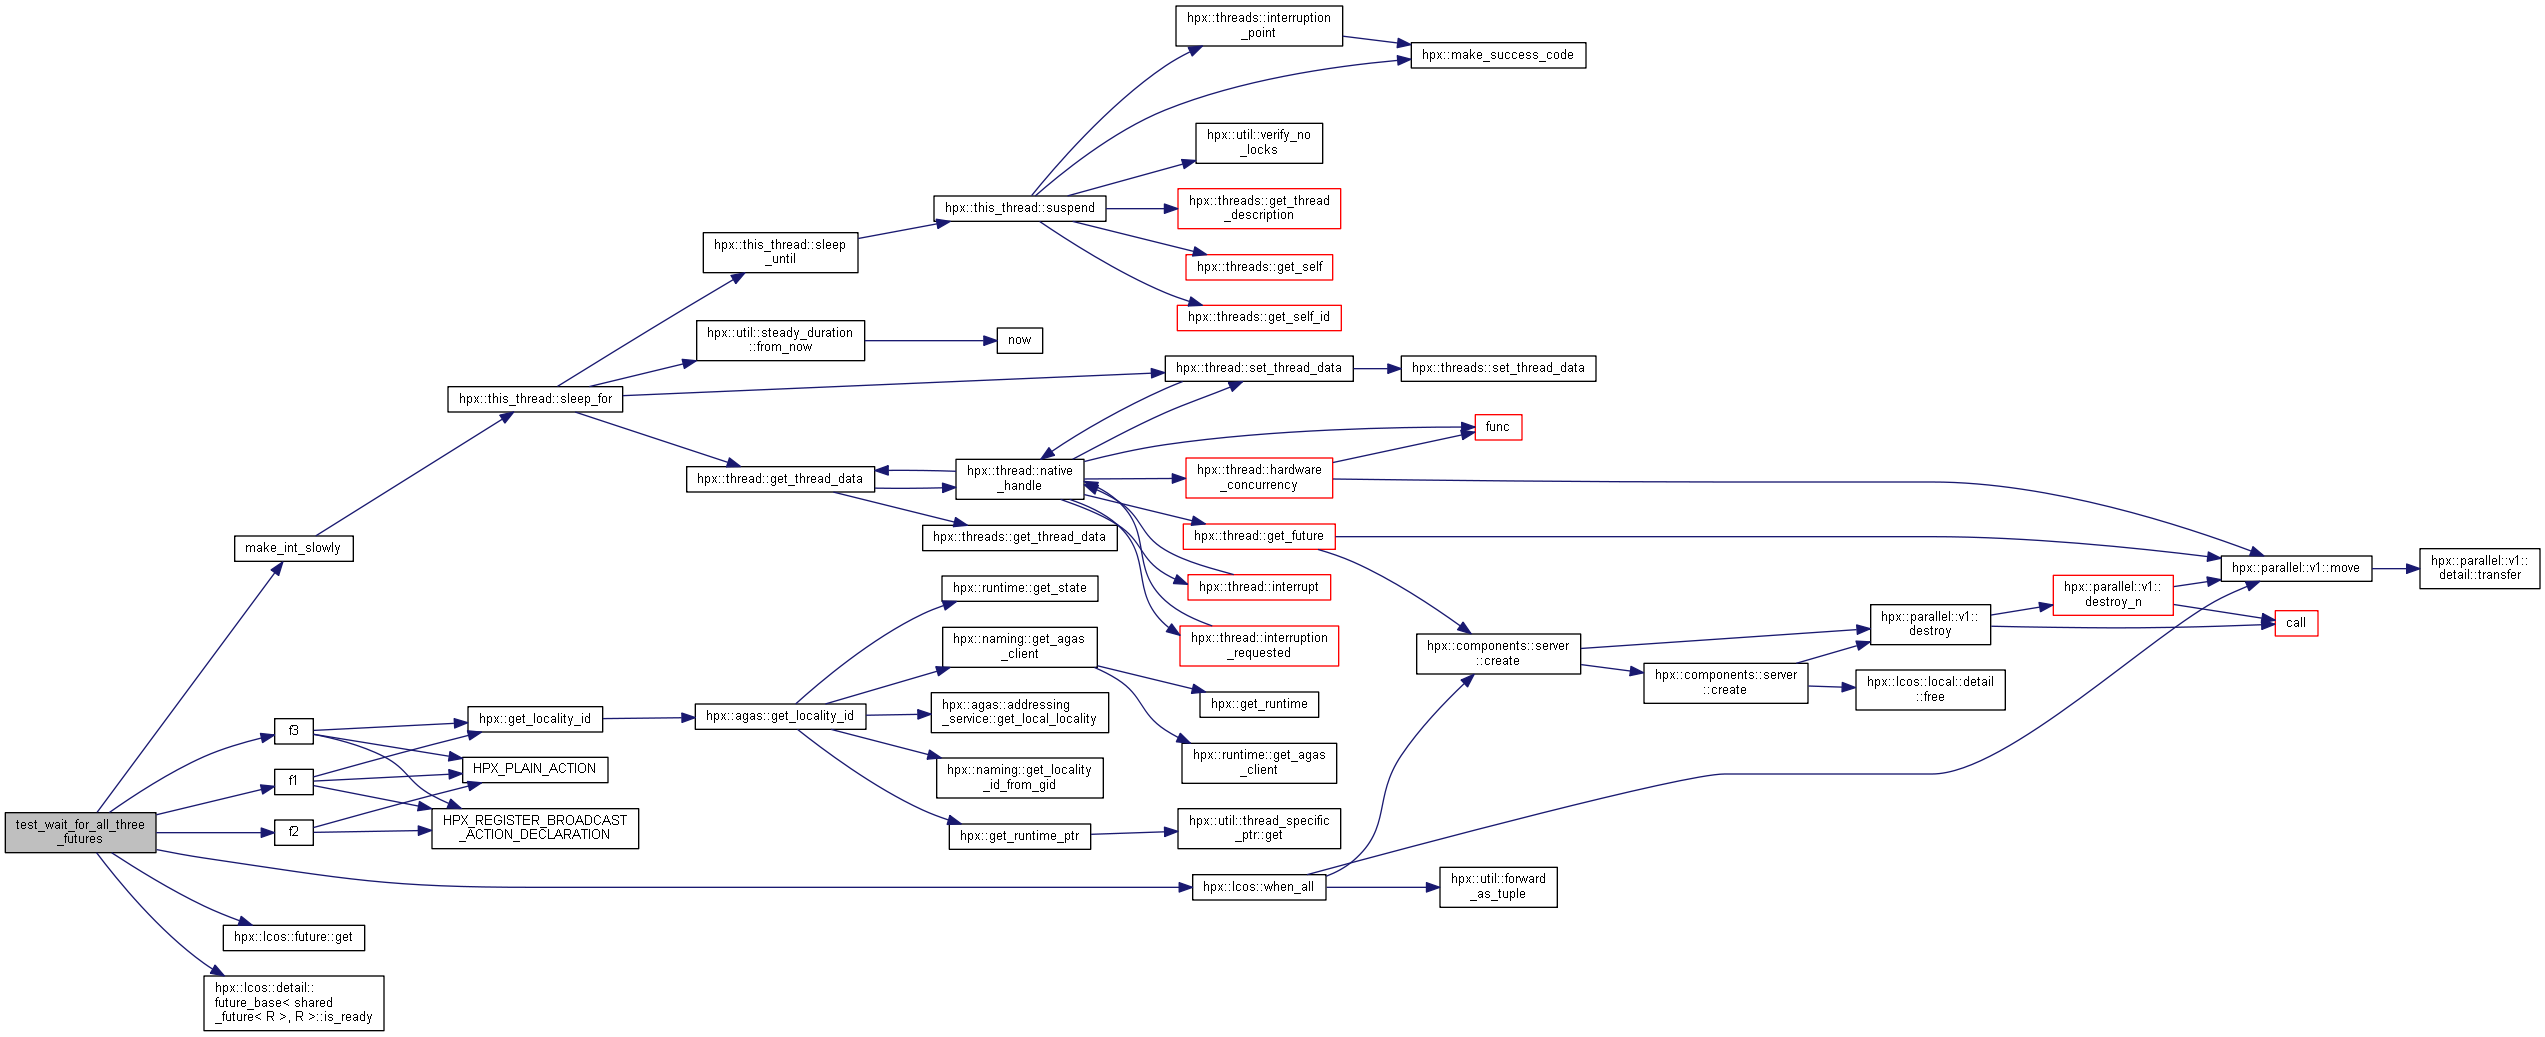 test_wait_for_all_three
_futures
make_int_slowly
f3
f1
f2
hpx::lcos::future::get
hpx::lcos::detail::
future_base< shared
_future< R >, R >::is_ready
hpx::this_thread::sleep_for
hpx::get_locality_id
HPX_PLAIN_ACTION
HPX_REGISTER_BROADCAST
_ACTION_DECLARATION
hpx::this_thread::sleep
_until
hpx::util::steady_duration
::from_now
hpx::thread::get_thread_data
hpx::agas::get_locality_id
hpx::this_thread::suspend
now
hpx::thread::native
_handle
hpx::threads::get_thread_data
hpx::runtime::get_state
hpx::naming::get_agas
_client
hpx::agas::addressing
_service::get_local_locality
hpx::naming::get_locality
_id_from_gid
hpx::get_runtime_ptr
hpx::threads::interruption
_point
hpx::util::verify_no
_locks
hpx::threads::get_thread
_description
hpx::threads::get_self
hpx::threads::get_self_id
hpx::thread::set_thread_data
hpx::thread::hardware
_concurrency
hpx::thread::get_future
hpx::thread::interrupt
hpx::thread::interruption
_requested
hpx::get_runtime
hpx::runtime::get_agas
_client
hpx::util::thread_specific
_ptr::get
hpx::lcos::when_all
hpx::make_success_code
hpx::threads::set_thread_data
func
hpx::components::server
::create
hpx::util::forward
_as_tuple
hpx::components::server
::create
hpx::parallel::v1::
destroy
hpx::lcos::local::detail
::free
hpx::parallel::v1::
destroy_n
hpx::parallel::v1::move
call
hpx::parallel::v1::
detail::transfer